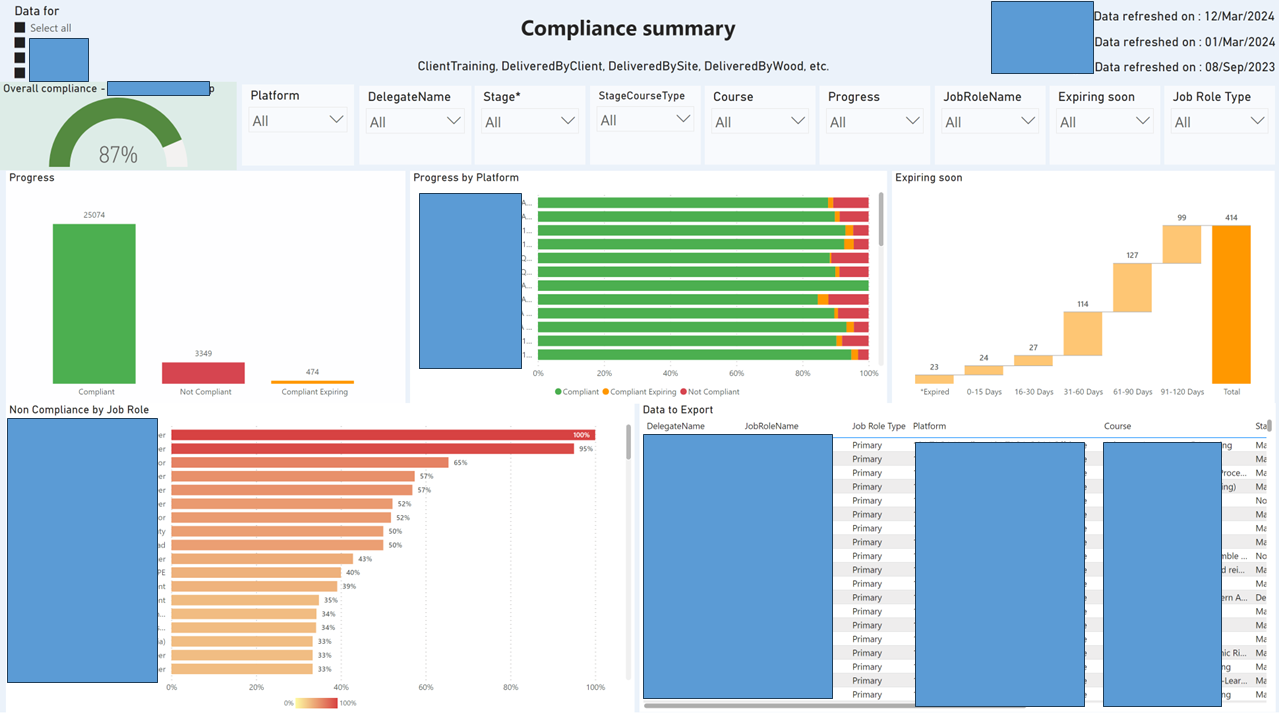 Data for
Select all
Compliance summary
ClientTraining, DeliveredByClient, DeliveredBySite, DeliveredByWood, etc.
Data refreshed on : 12/Mar/2024
Data refreshed on : 01/Mar/2024
Data refreshed on : 08/Sep/2023
Overall compliance -
87%
Platform
All
DelegateName
All
Stage*
All
StageCourseType
All
Course
All
Progress
All
JobRoleName
All
Expiring soon
All
Job Role Type
All
Progress
25074
3349
474
Compliant Not Compliant Compliant Expiring
Progress by Platform
A...
A...
1...
1...
Q...
Q...
A...
A...
A...
...
1...
1...
0% 20% 40% 60% 80% 100%
Compliant Compliant Expiring Not Compliant
Expiring soon
23 24 27 114 127 99 414
*Expired 0-15 Days 16-30 Days 31-60 Days 61-90 Days 91-120 Days Total
Non Compliance by Job Role
er 100%
er 95%
or 65%
er 57%
er 57%
er 52%
or 52%
ity 50%
ed 50%
er 43%
PE 40%
nt 39%
nt 35%
a... 34%
s... 34%
ia) 33%
er 33%
er 33%
0% 20% 40% 60% 80% 100%
0% 100%
Data to Export
DelegateName JobRoleName Job Role Type Platform Course Sta
Primary ng Ma
Primary Ma
Primary Proce... Ma
Primary ing) Ma
Primary No
Primary Ma
Primary Ma
Primary Ma
Primary mble ... No
Primary d rei... Ma
Primary Ma
Primary ern A... De
Primary Ma
Primary Ma
Primary Ma
Primary nic Ri... Ma
Primary ng Ma
Primary -Lear... Ma
Primary ng Ma